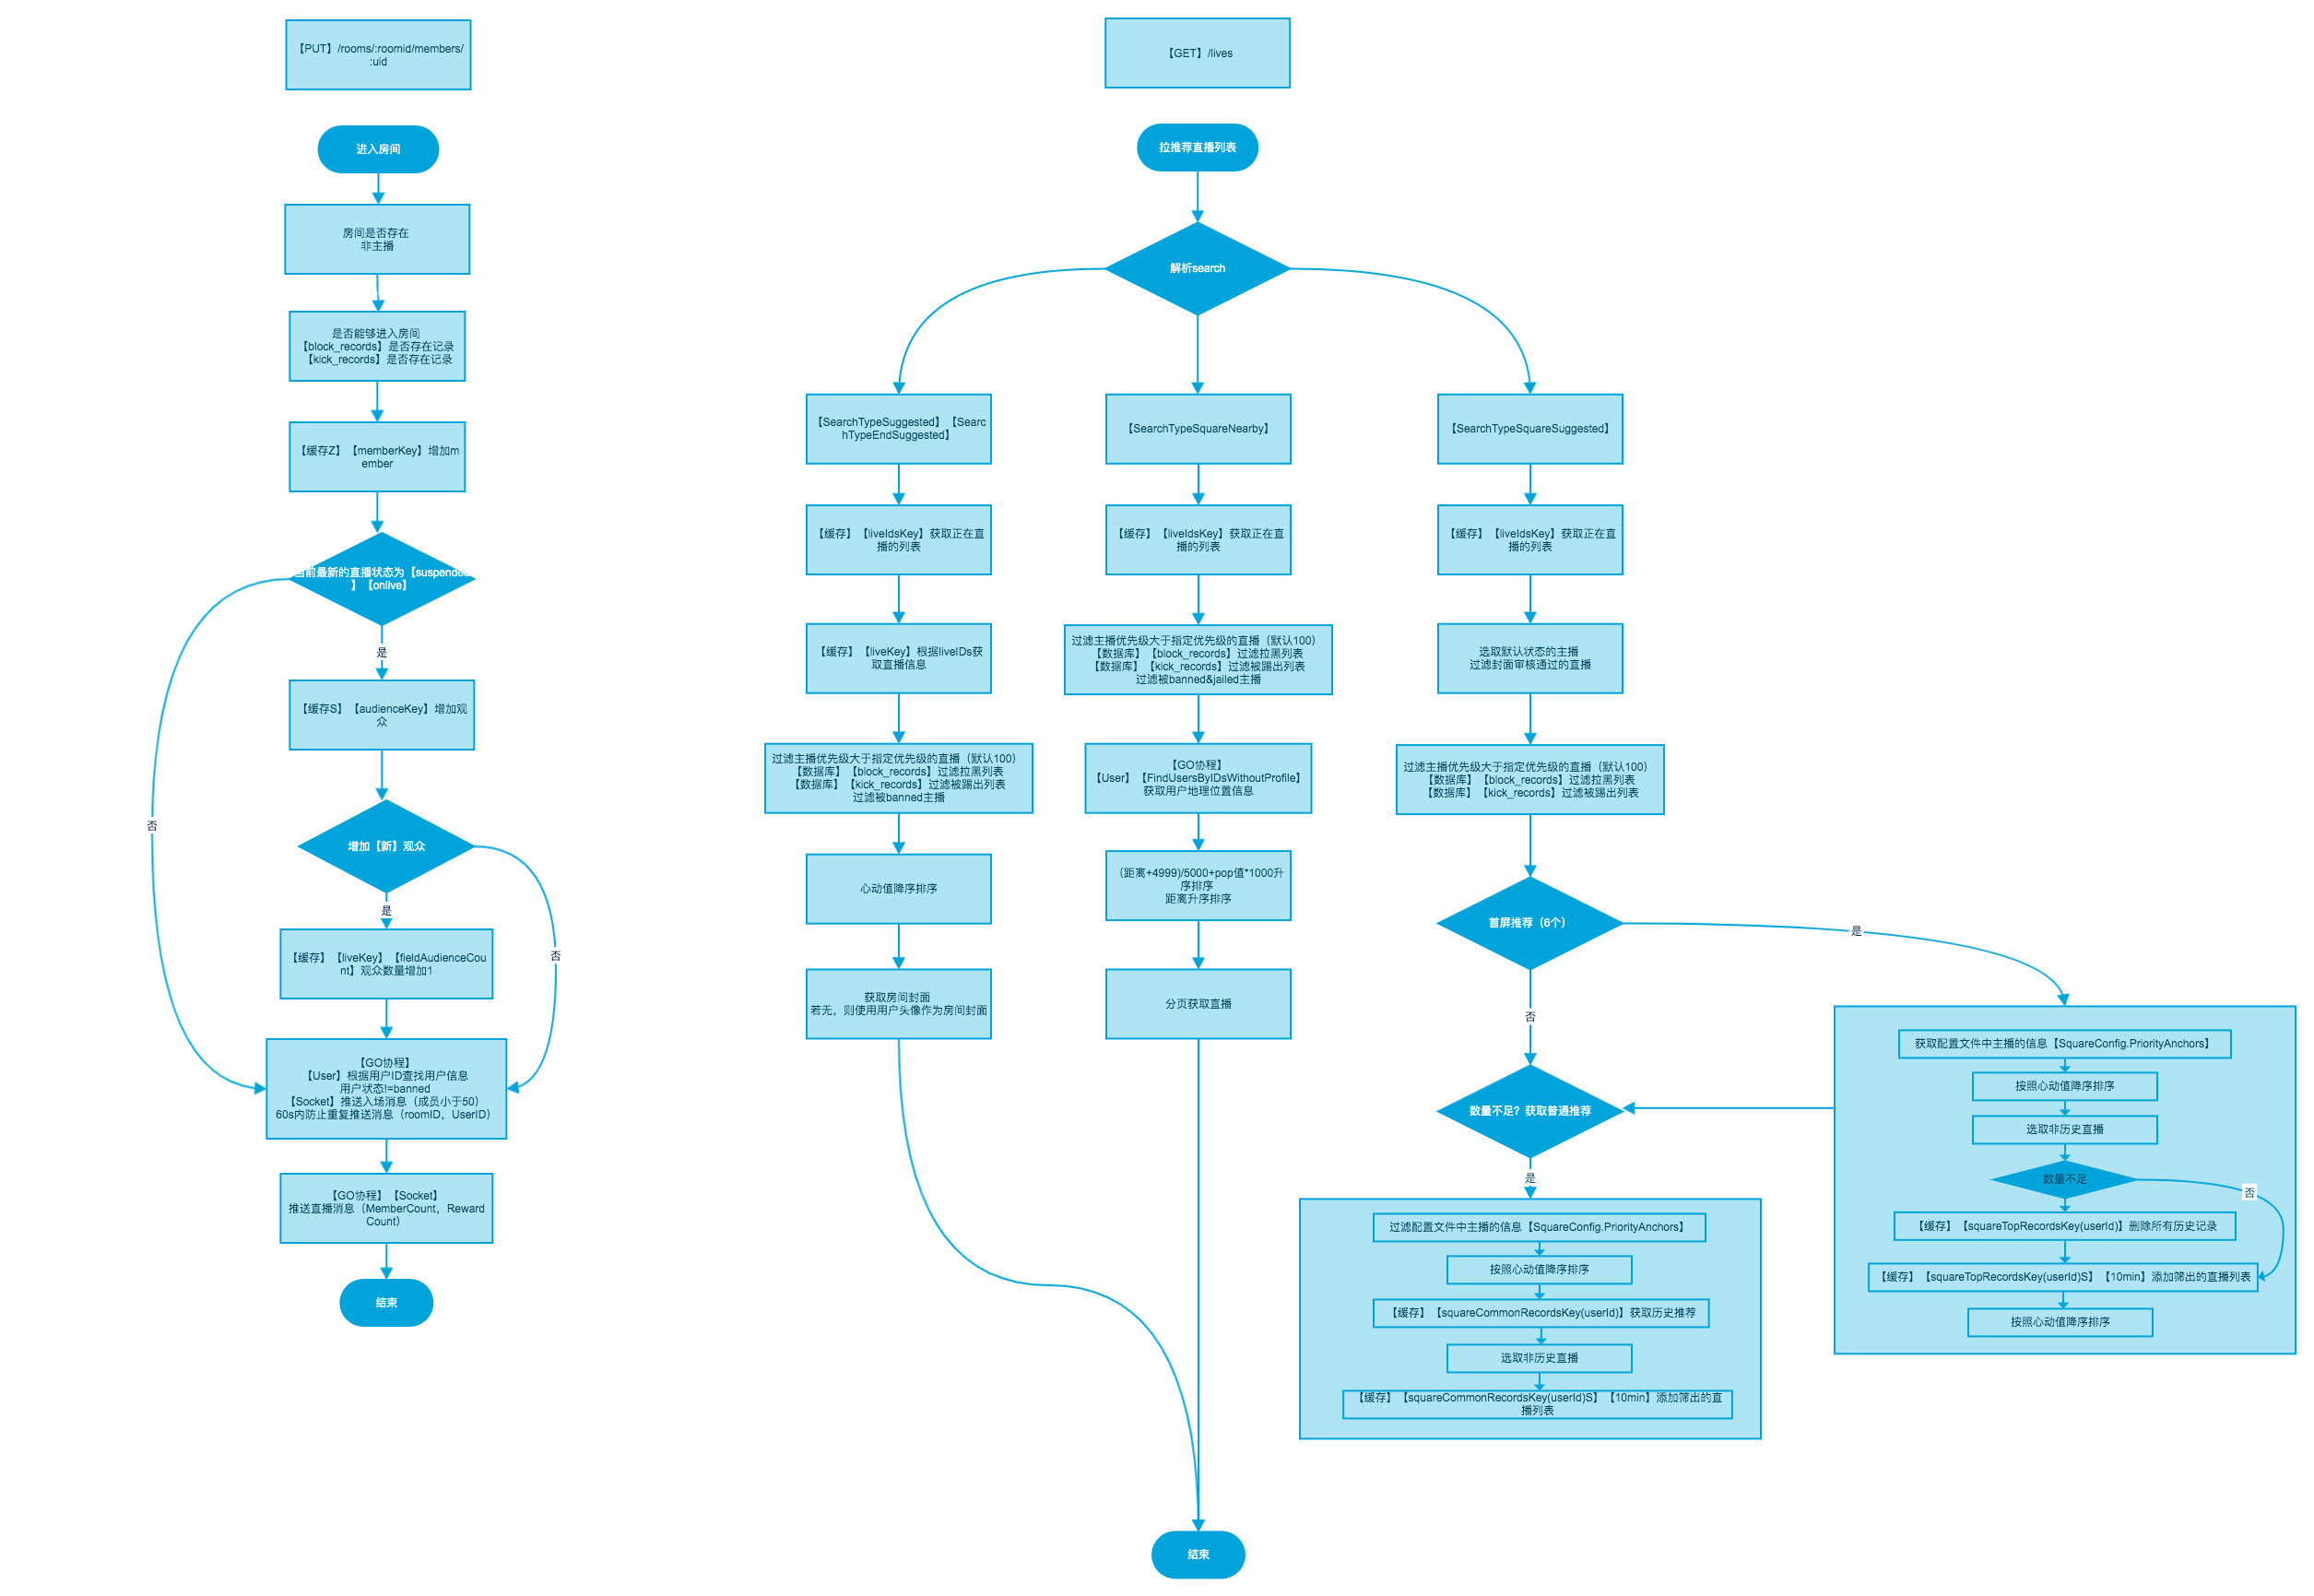 【PUT】/rooms/:roomid/members/
:uid
进入房间
房间是否存在
非主播
是否能够进入房间
【block_records】是否存在记录
【kick_records】是否存在记录
【缓存Z】【memberKey】增加m
ember
前最新的直播状态为【suspended
】【onlive】
是
否
【缓存S】【audienceKey】增加观
众
增加【新】观众
是
否
【缓存】【liveKey】【fieldAudienceCou
nt】观众数量增加1
【GO协程】
【User】根据用户ID查找用户信息
用户状态!=banned
【Socket】推送入场消息（成员小于50）
60s内防止重复推送消息（roomID，UserID）
【GO协程】【Socket】
推送直播消息（MemberCount，Reward
Count）
结束
【GET】/lives
拉推荐直播列表
解析search
【SearchTypeSuggested】【Searc
hTypeEndSuggested】
【缓存】【liveIdsKey】获取正在直
播的列表
【缓存】【liveKey】根据liveIDs获
取直播信息
过滤主播优先级大于指定优先级的直播（默认100）
【数据库】【block_records】过滤拉黑列表
【数据库】【kick_records】过滤被踢出列表
过滤被banned主播
心动值降序排序
获取房间封面
若无，则使用用户头像作为房间封面
【SearchTypeSquareNearby】
【缓存】【liveIdsKey】获取正在直
播的列表
过滤主播优先级大于指定优先级的直播（默认100）
【数据库】【block_records】过滤拉黑列表
【数据库】【kick_records】过滤被踢出列表
过滤被banned&jailed主播
【GO协程】
【User】【FindUsersByIDsWithoutProfile】
获取用户地理位置信息
（距离+4999)/5000+pop值*1000升
序排序
距离升序排序
分页获取直播
结束
【SearchTypeSquareSuggested】
【缓存】【liveIdsKey】获取正在直
播的列表
选取默认状态的主播
过滤封面审核通过的直播
过滤主播优先级大于指定优先级的直播（默认100）
【数据库】【block_records】过滤拉黑列表
【数据库】【kick_records】过滤被踢出列表
首屏推荐（6个）
是
否
数量不足？获取普通推荐
是
过滤配置文件中主播的信息【SquareConfig.PriorityAnchors】
按照心动值降序排序
【缓存】【squareCommonRecordsKey(userId)】获取历史推荐
选取非历史直播
【缓存】【squareCommonRecordsKey(userId)S】【10min】添加筛出的直
播列表
获取配置文件中主播的信息【SquareConfig.PriorityAnchors】
按照心动值降序排序
选取非历史直播
数量不足
否
【缓存】【squareTopRecordsKey(userId)】删除所有历史记录
【缓存】【squareTopRecordsKey(userId)S】【10min】添加筛出的直播列表
按照心动值降序排序